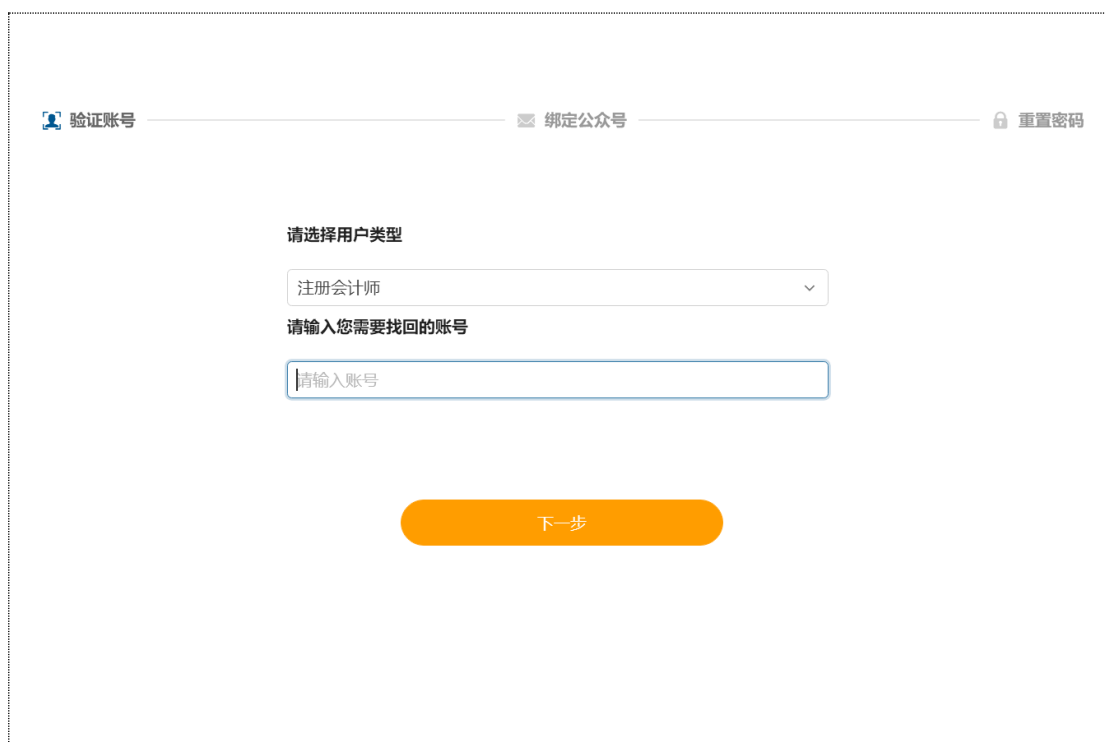 验证账号 绑定公众号 重置密码
请选择用户类型
注册会计师
请输入您需要找回的账号
请输入账号
下一步